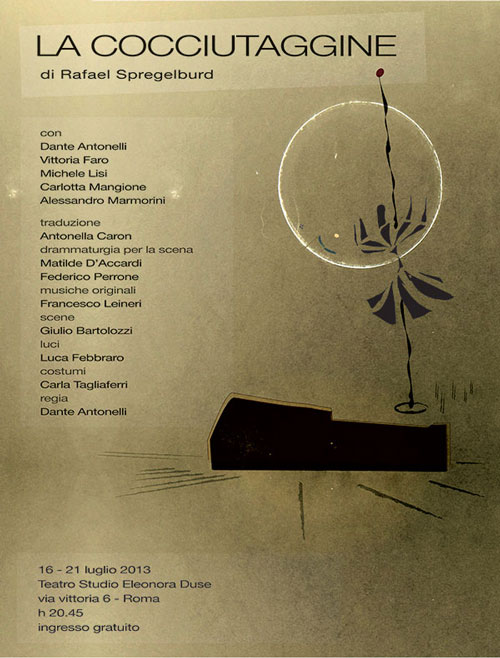 LA COCCIUTAGGINE
di Rafael Spregelburd
con
Dante Antonelli
Vittoria Faro
Michele Lisi
Carlotta Mangione
Alessandro Marmorini
traduzione
Antonella Caron
drammaturgia per la scena
Matilde D'Accardi
Federico Perrone
musiche originali
Francesco Leineri
scene
Giulio Bartolozzi
luci
Luca Febbraro
costumi
Carla Tagliaferri
regia
Dante Antonelli
16 - 21 luglio 2013
Teatro Studio Eleonora Duse
via vittoria 6 - Roma
h 20.45
ingresso gratuito